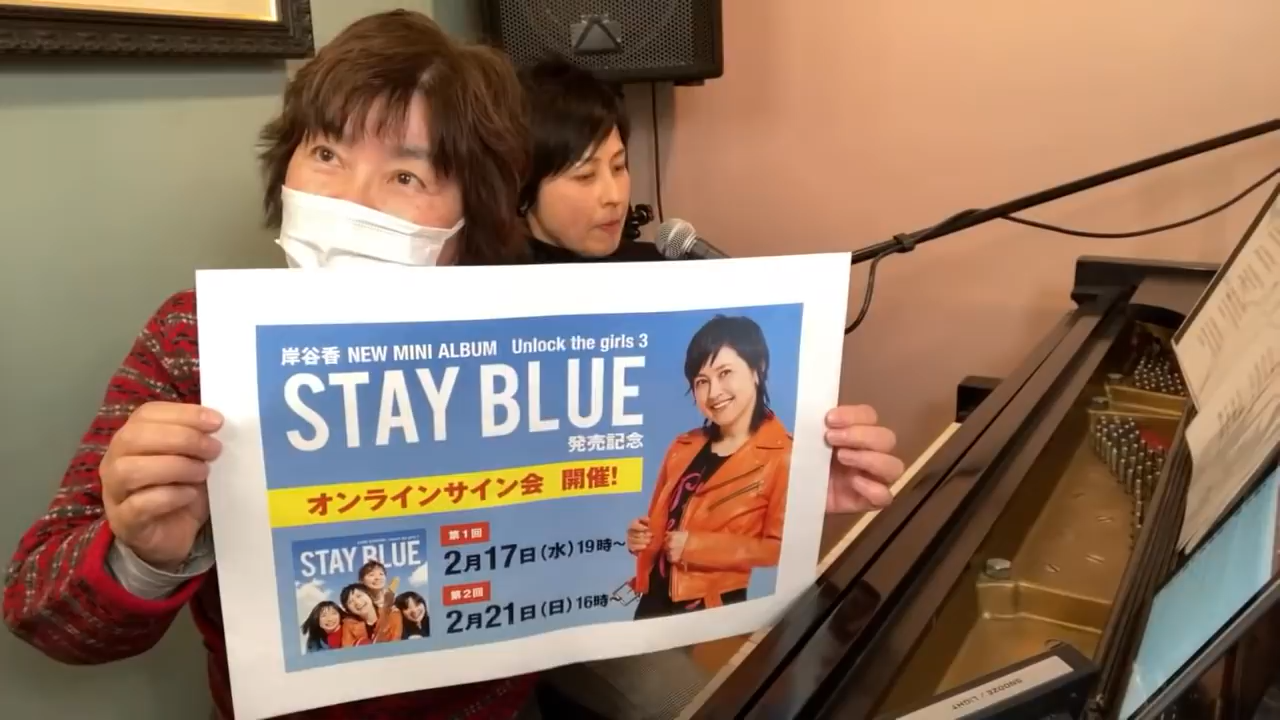 岸谷香 NEW MINI ALBUM Unlock the girls 3
STAY BLUE
発売記念
オンラインサイン会 開催!
STAY BLUE
第1回
2月17日(水)19時~
第2回
2月21日(日)16時~
SNOOZE / LIGHT